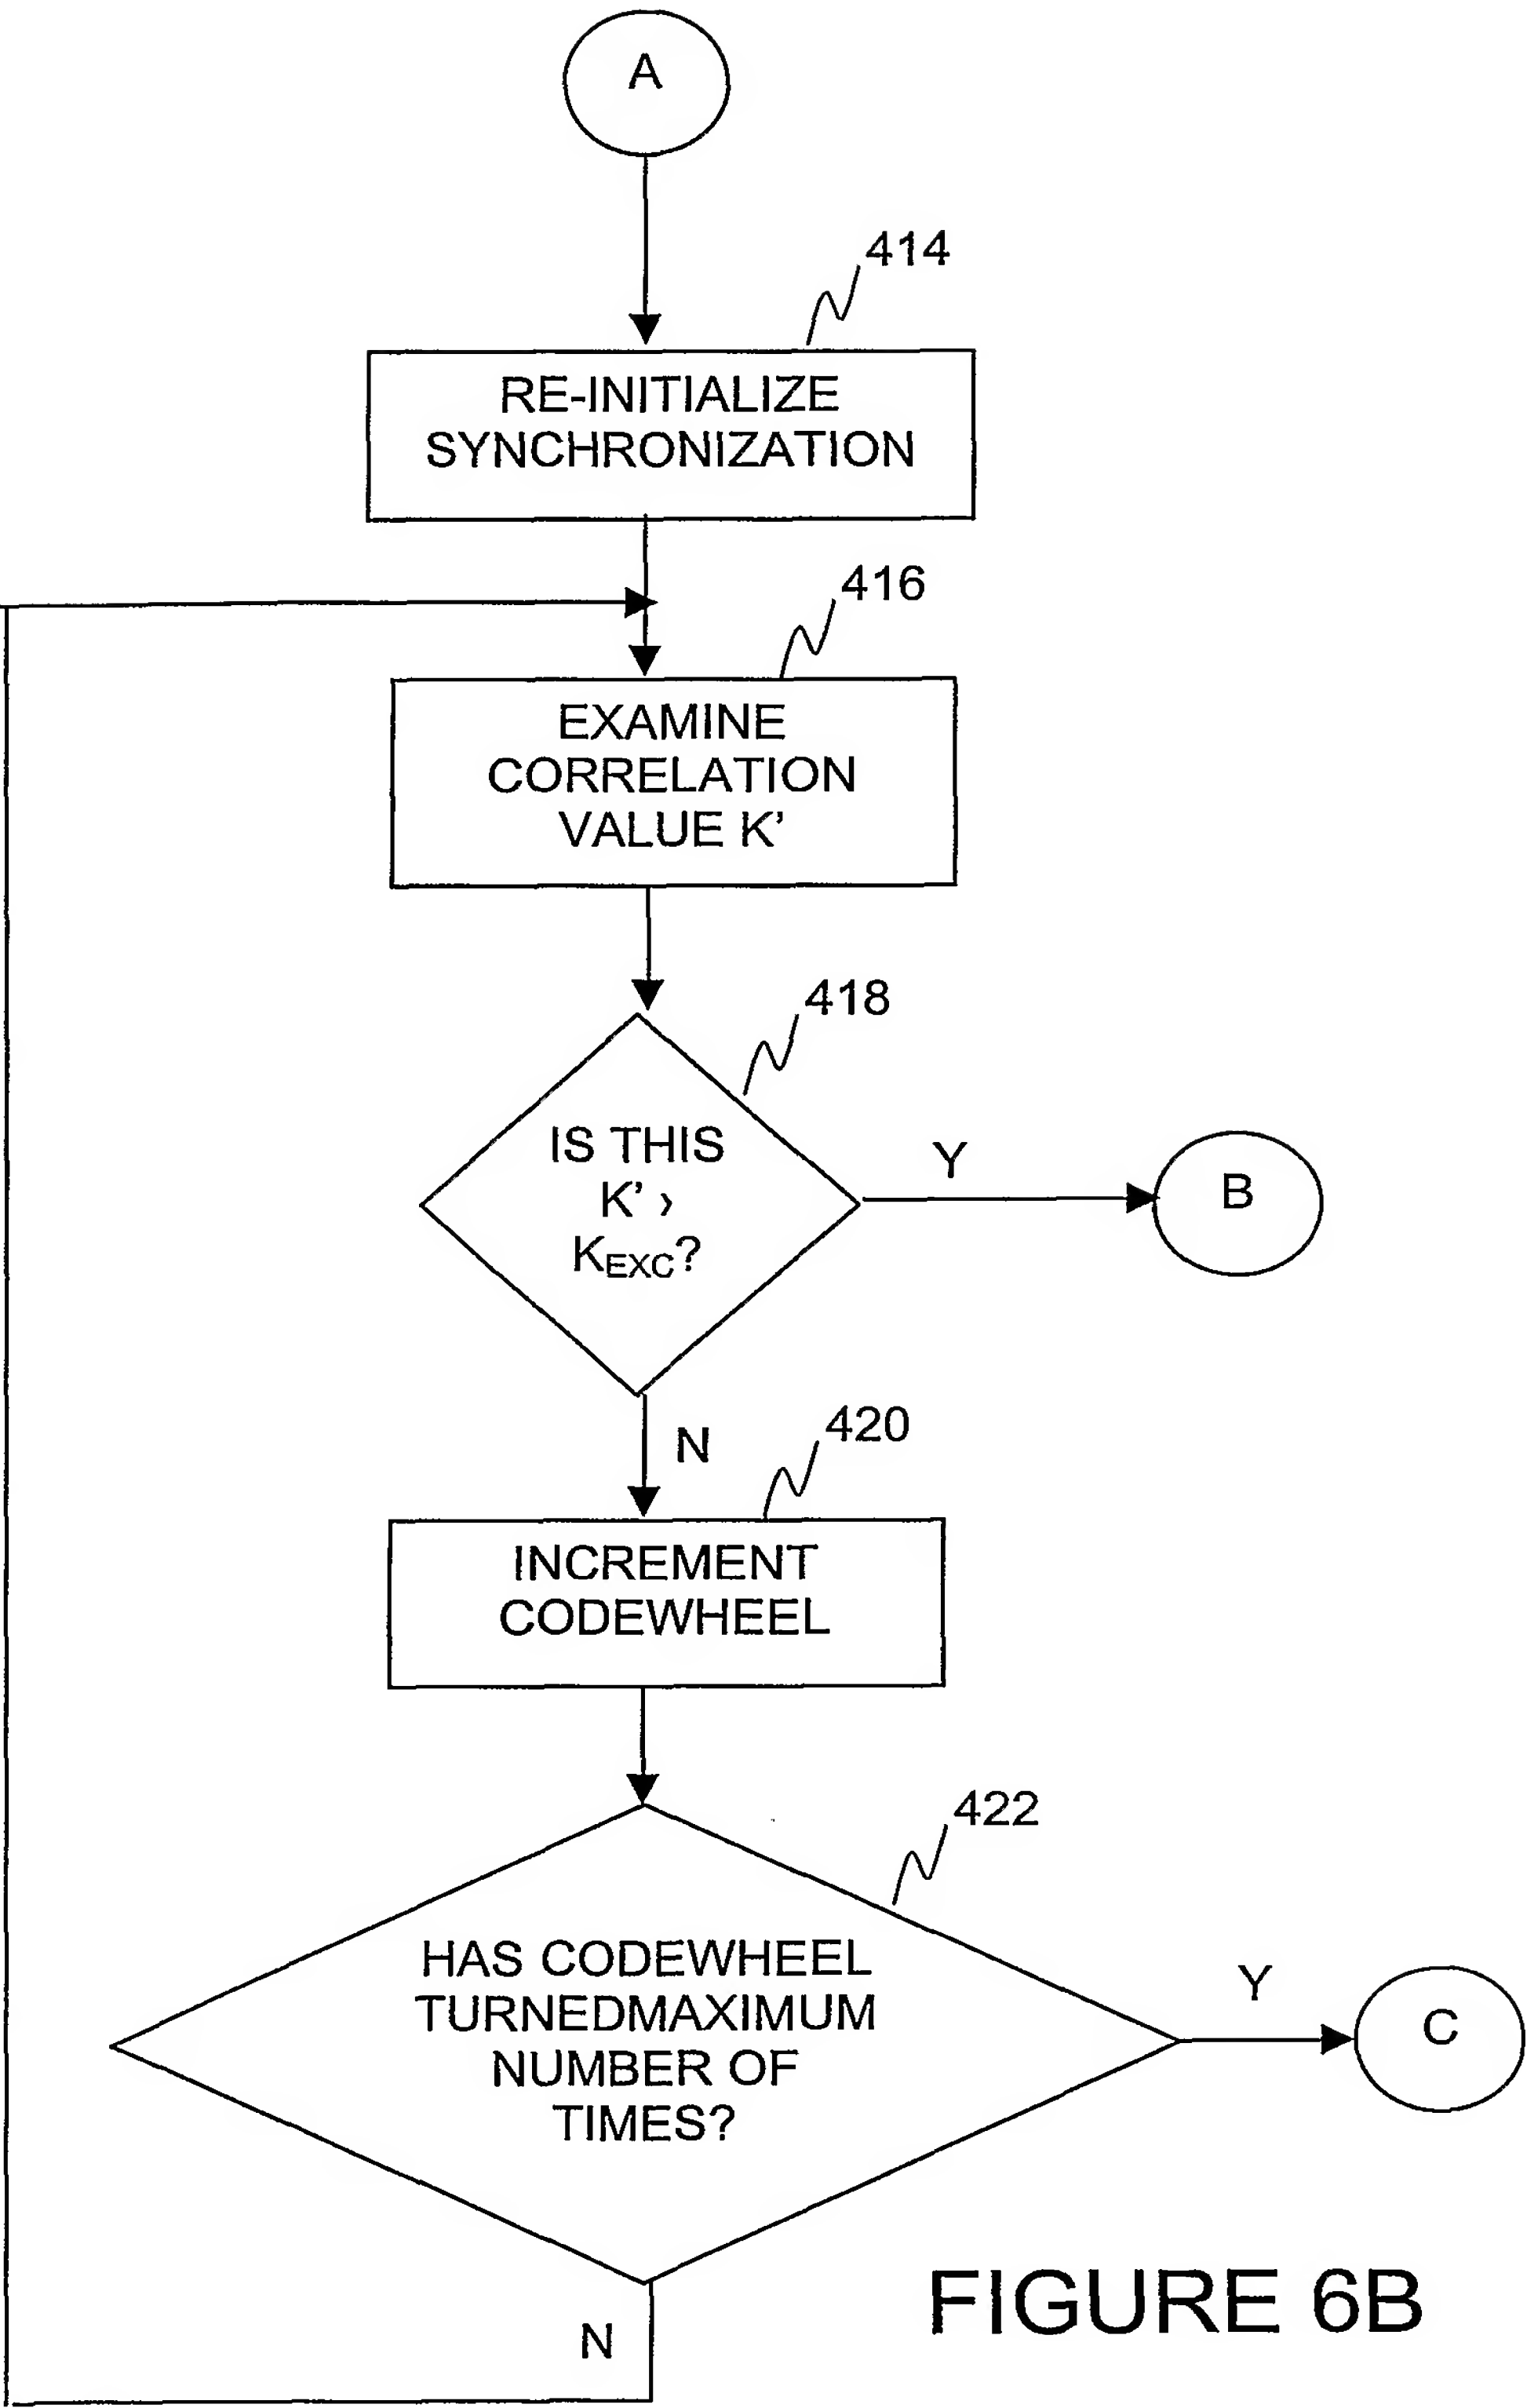 A
414
RE-INITIALIZE
SYNCHRONIZATION
416
EXAMINE
CORRELATION
VALUE K’
418
IS THIS
K’ ›
KEXC?
Y
B
N
420
INCREMENT
CODEWHEEL
422
HAS CODEWHEEL
TURNEDMAXIMUM
NUMBER OF
TIMES?
Y
C
N
FIGURE 6B